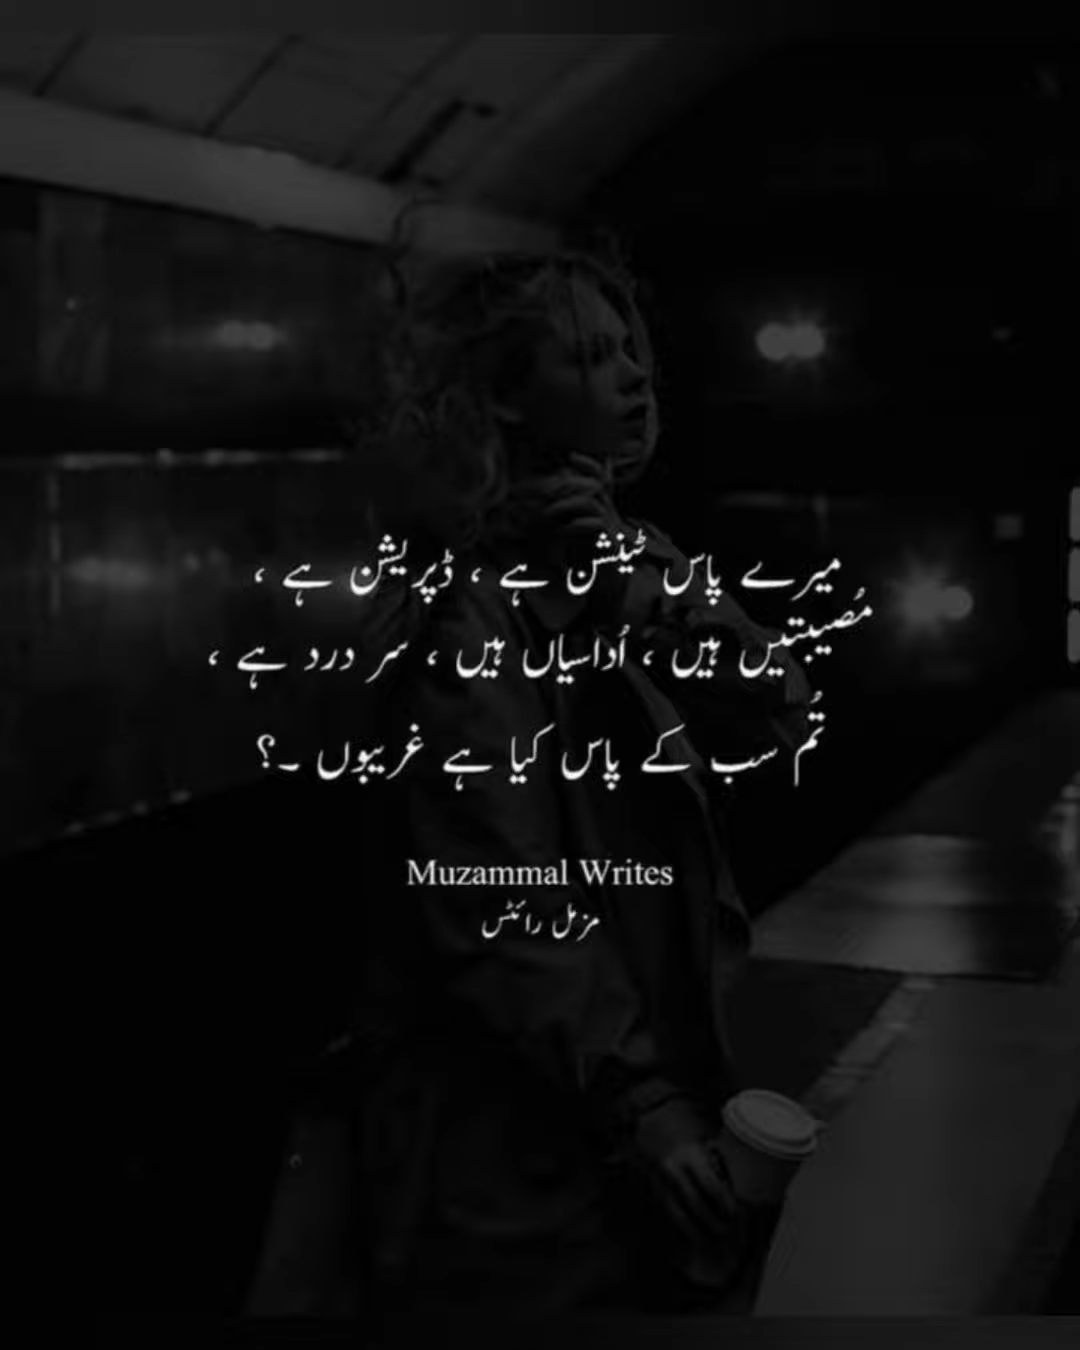 میرے پاس ٹینشن ہے ، ڈپریشن ہے ،
مُصیبتیں ہیں ، اُداسیاں ہیں ، سر درد ہے ،
تُم سب کے پاس کیا ہے غریبوں ۔؟
Muzammal Writes
مزمل رائٹس